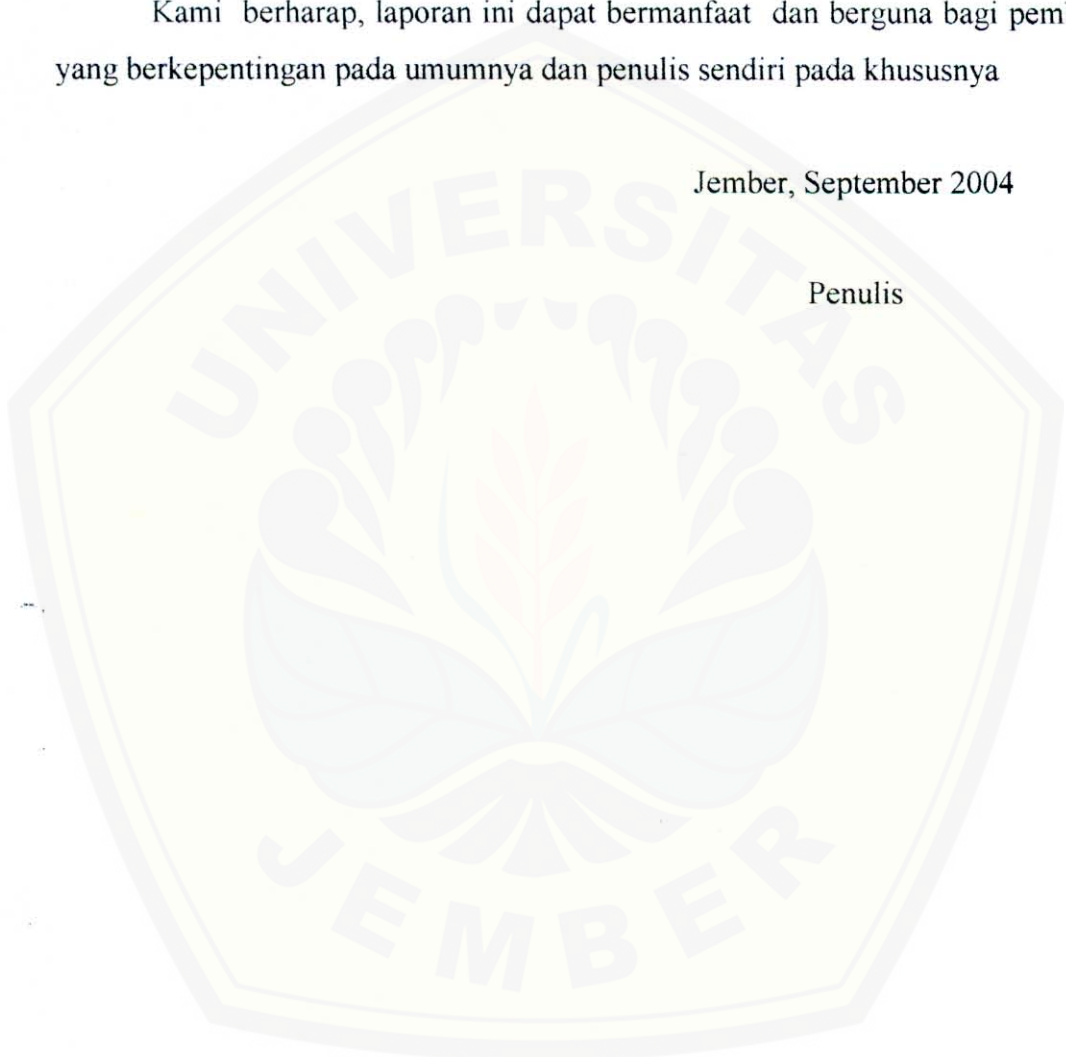 Kami berharap, laporan ini dapat bermanfaat dan berguna bagi
yang berkepentingan pada umumnya dan penulis sendiri pada khususnya
Jember, September 2004
Penulis
UNIVERSITAS
JEMBER